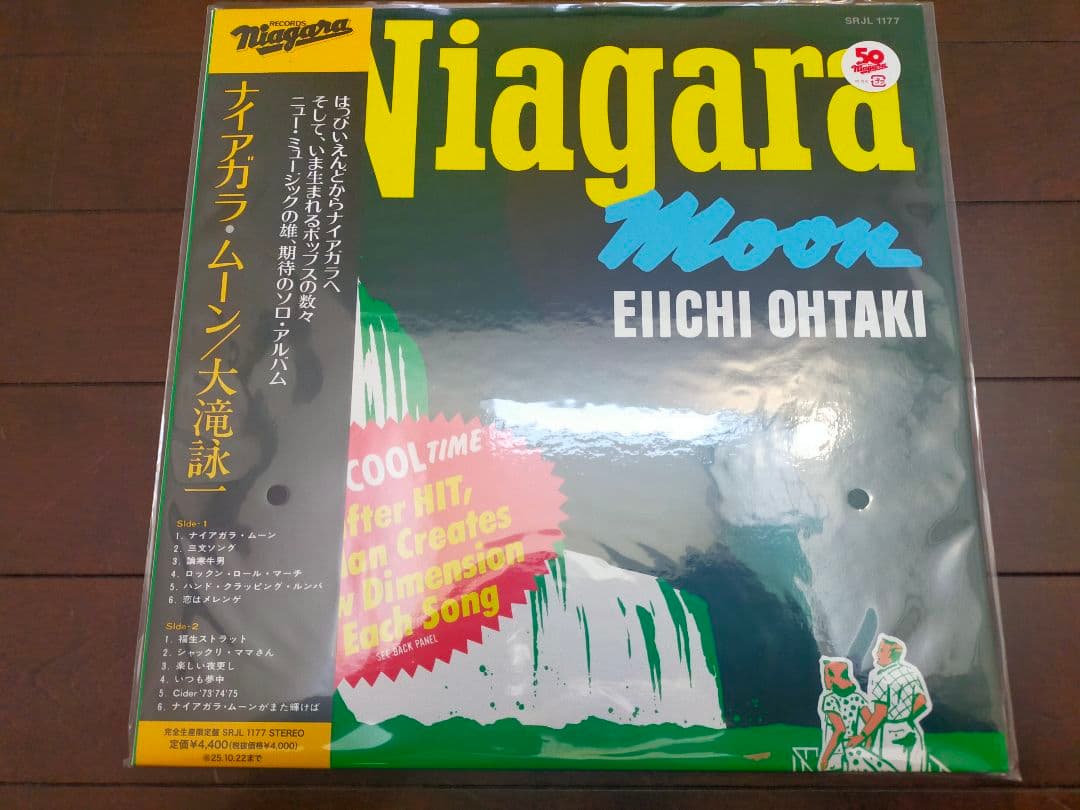 RECORDS
Niagara
ナイアガラ・ムーン/大滝詠一
はっぴいえんどからナイアガラへ
そして、いま生まれるポップスの数々
ニュー・ミュージックの雄、期待のソロ・アルバム
Side-1
1. ナイアガラ・ムーン
2. 三文ソング
3. 論寒牛男
4. ロックン・ロール・マーチ
5. ハンド・クラッピング・ルンバ
6. 恋はメレンゲ
Side-2
1. 福生ストラット
2. シャックリ・ママさん
3. 楽しい夜更し
4. いつも夢中
5. Cider '73'74'75
6. ナイアガラ・ムーンがまた輝けば
完全生産限定盤 SRJL 1177 STEREO
定価¥4,400(税抜価格¥4,000)
※25.10.22まで
SRJL 1177
50
Niagara
Niagara
Moon
EIICHI OHTAKI
COOL TIME
fter HIT,
an Creates
w Dimension
Each Song
SEE BACK PANEL